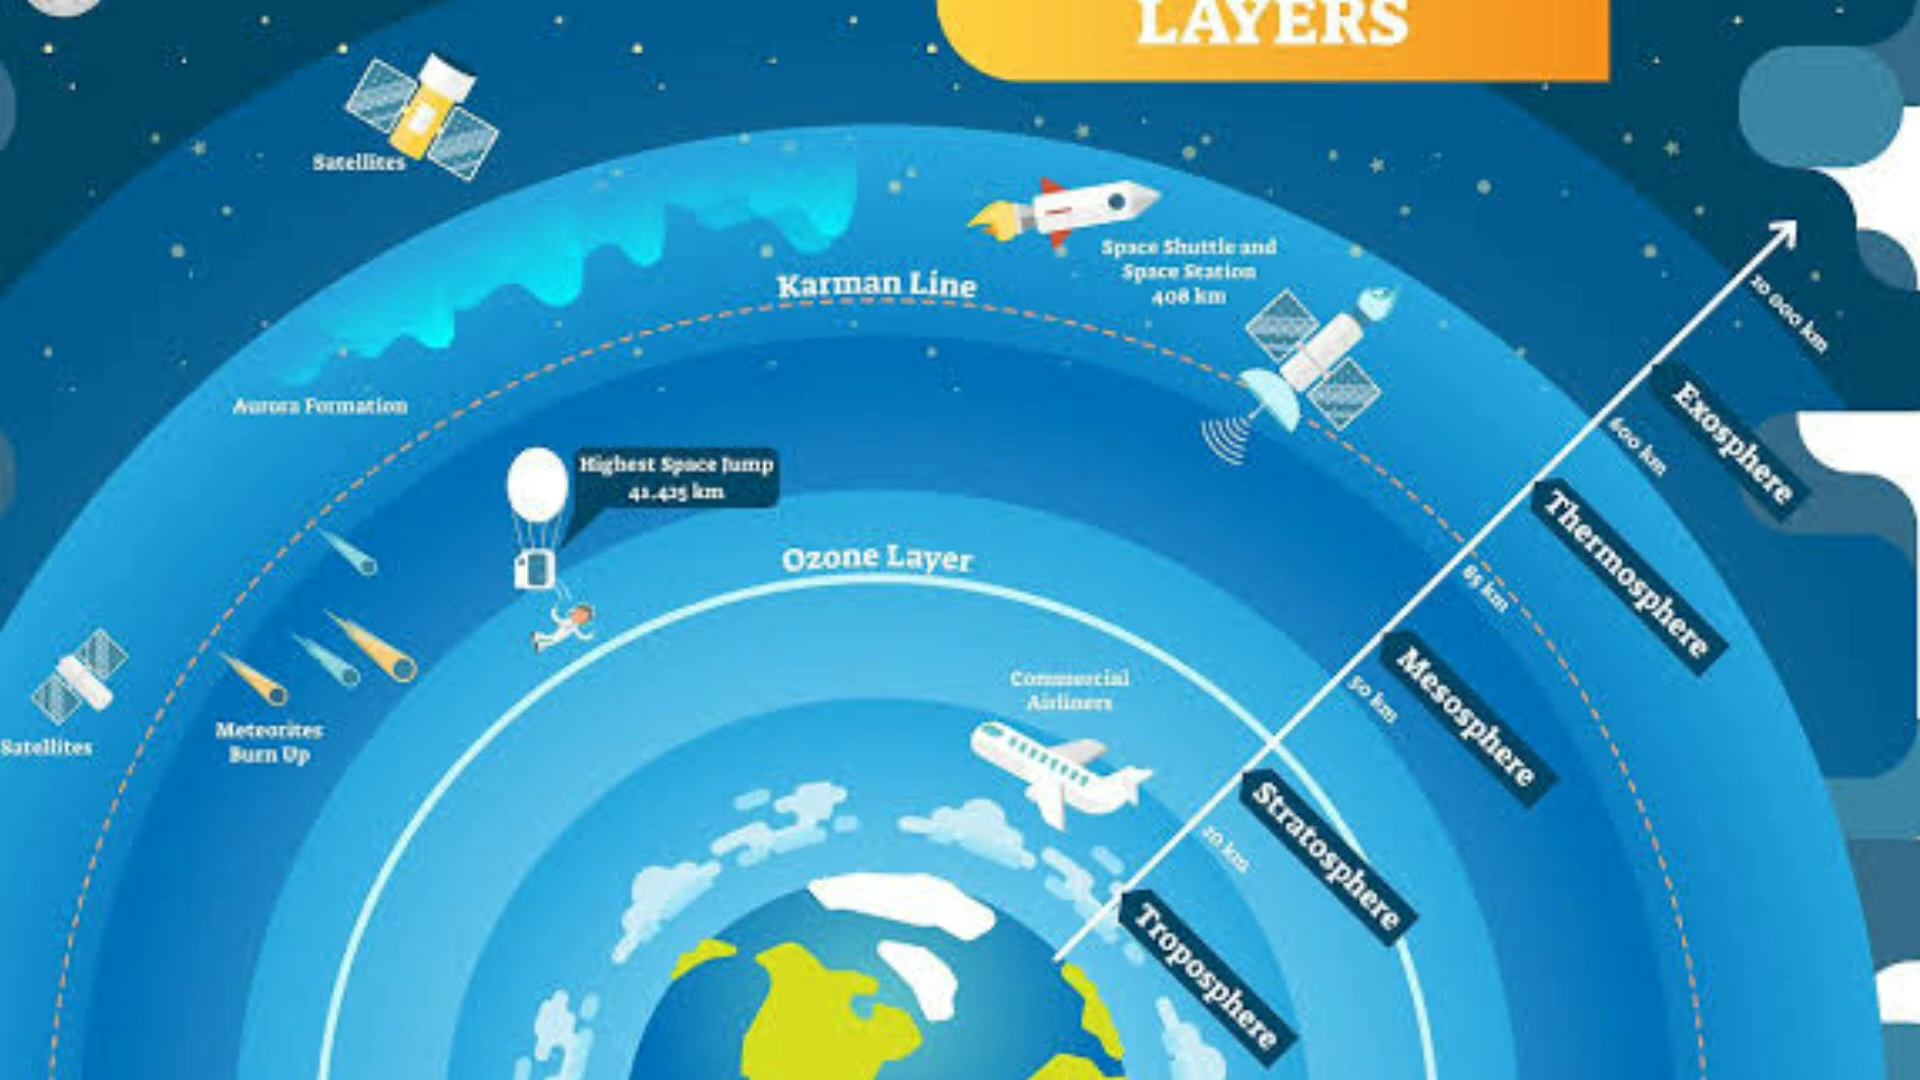 LAYERS
Satellites
Space Shuttle and
Space Station
408 km
Karman Line
10 000 km
Aurora Formation
Exosphere
600 km
Highest Space Jump
41.425 km
Thermosphere
Ozone Layer
85 km
Mesosphere
50 km
Commercial
Airliners
Satellites
Meteorites
Burn Up
Stratosphere
Troposphere